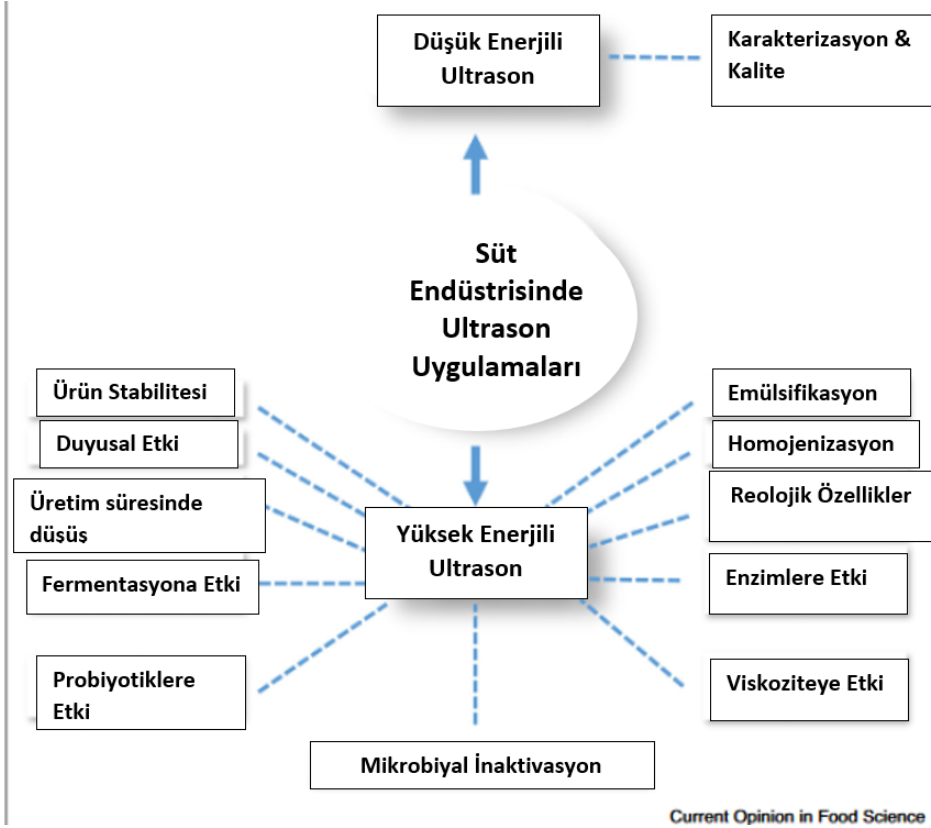 Düşük Enerjili
Ultrason
Karakterizasyon &
Kalite
Süt
Endüstrisinde
Ultrason
Uygulamaları
Ürün Stabilitesi
Duyusal Etki
Üretim süresinde
düşüş
Fermentasyona Etki
Probiyotiklere
Etki
Yüksek Enerjili
Ultrason
Emülsifikasyon
Homojenizasyon
Reolojik Özellikler
Enzimlere Etki
Viskoziteye Etki
Mikrobiyal İnaktivasyon
Current Opinion in Food Science